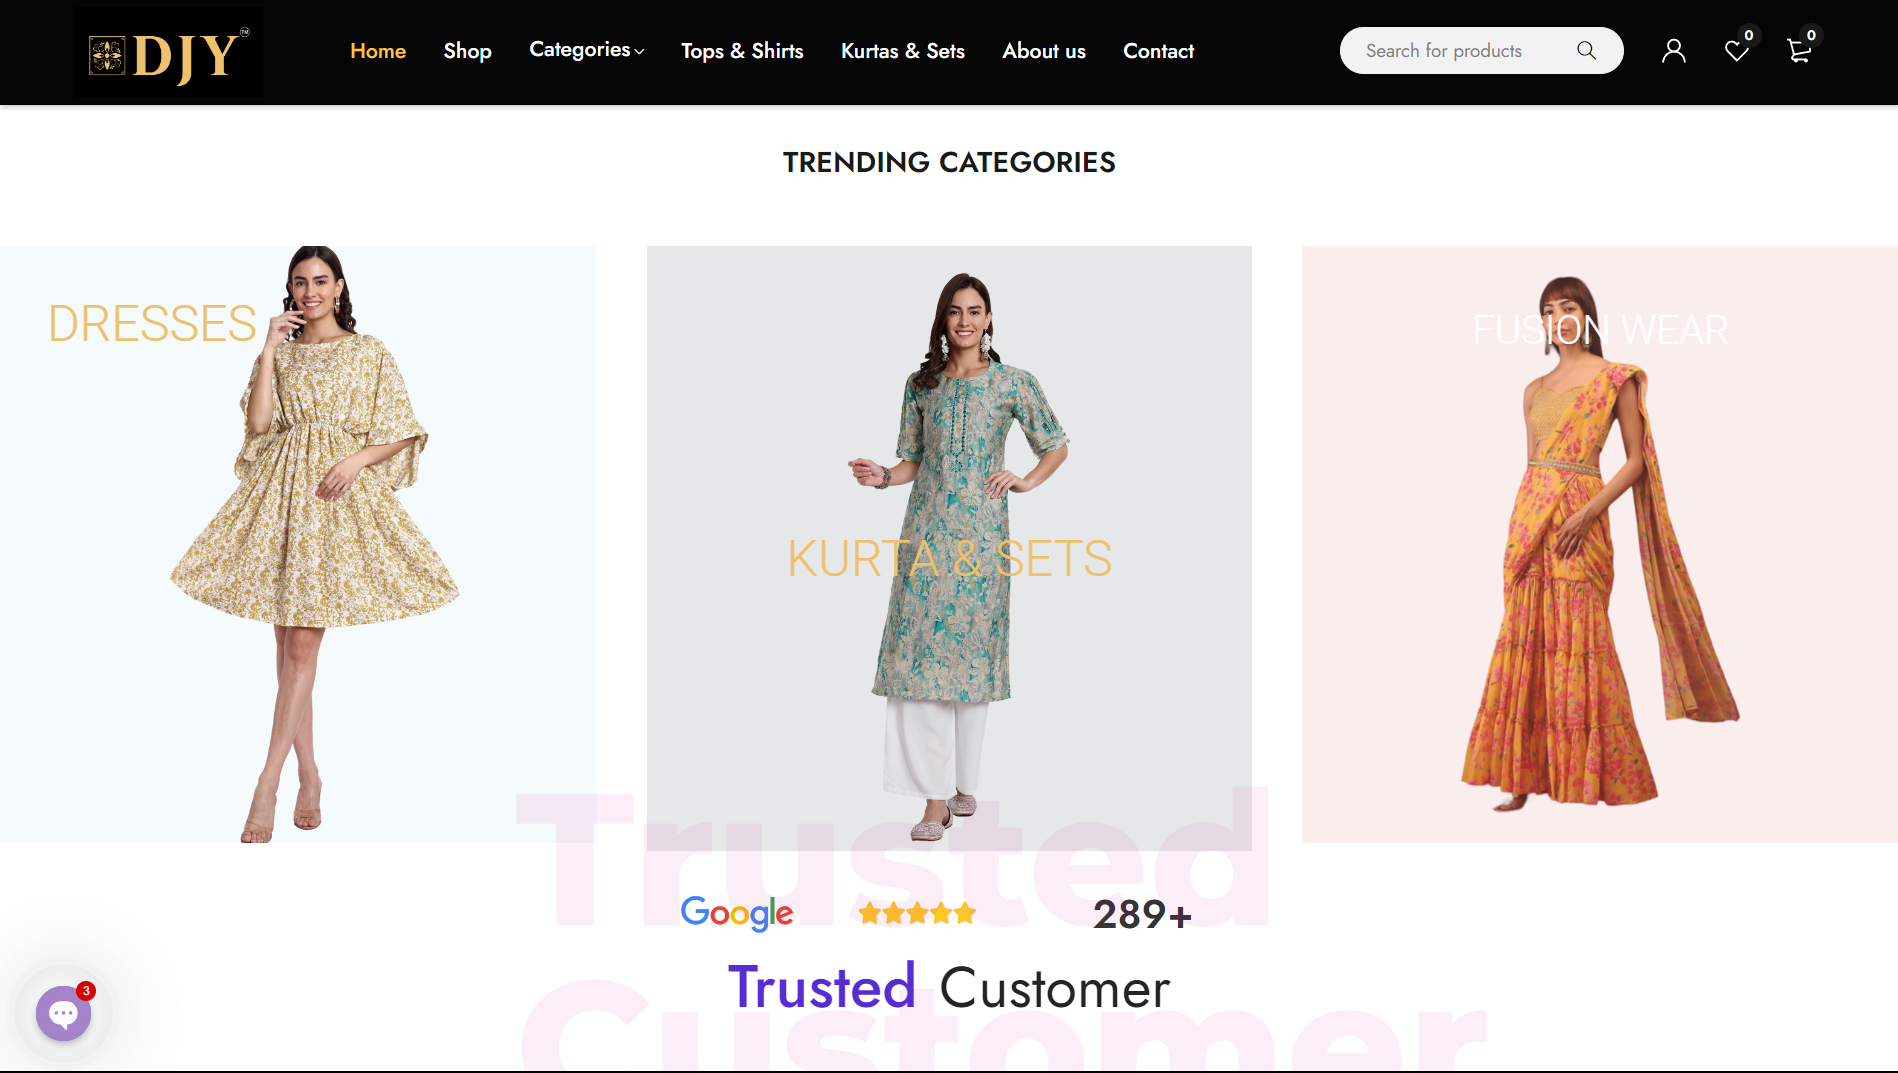 DJY™
Home Shop Categories Tops & Shirts Kurtas & Sets About us Contact Search for products 0 0
TRENDING CATEGORIES
DRESSES
FUSION WEAR
KURTA & SETS
Trusted
Google 289+
Trusted Customer
Customer
3